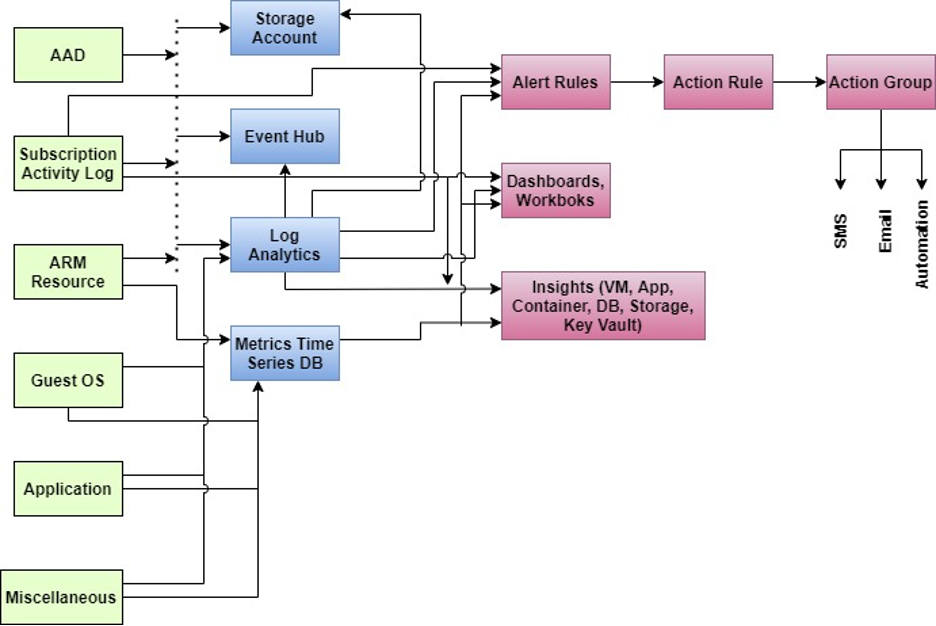 Storage
Account
AAD
Alert Rules
Action Rule
Action Group
Event Hub
Subscription
Activity Log
Dashboards,
Workboks
SMS
Email
Automation
Log
Analytics
ARM
Resource
Insights (VM, App,
Container, DB, Storage,
Key Vault)
Metrics Time
Series DB
Guest OS
Application
Miscellaneous